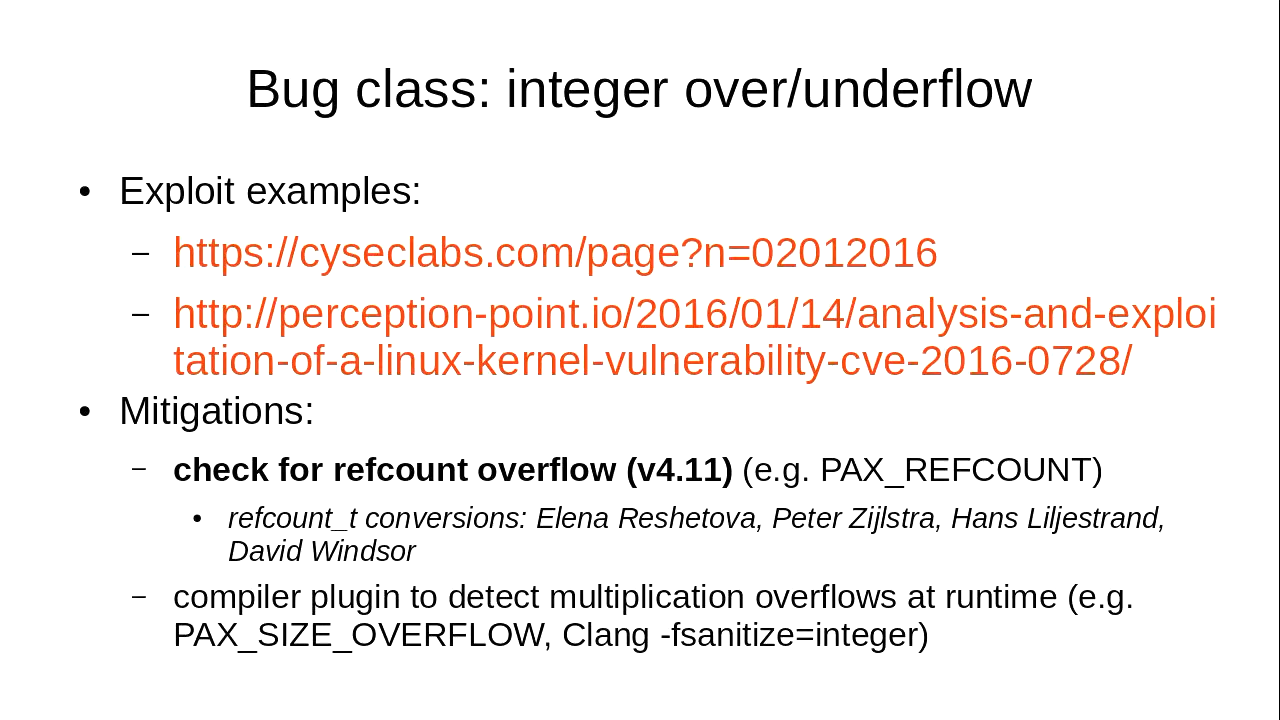 Bug class: integer over/underflow
• Exploit examples:
– https://cyseclabs.com/page?n=02012016
– http://perception-point.io/2016/01/14/analysis-and-exploi
tation-of-a-linux-kernel-vulnerability-cve-2016-0728/
• Mitigations:
– check for refcount overflow (v4.11) (e.g. PAX_REFCOUNT)
• refcount_t conversions: Elena Reshetova, Peter Zijlstra, Hans Liljestrand,
David Windsor
– compiler plugin to detect multiplication overflows at runtime (e.g.
PAX_SIZE_OVERFLOW, Clang -fsanitize=integer)